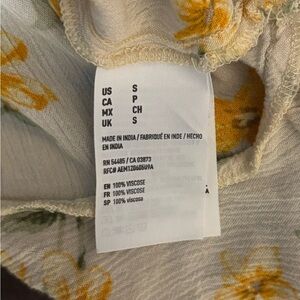 US S
CA P
MX CH
UK S
MADE IN INDIA / FABRIQUÉ EN INDE / HECHO
EN INDIA
RN 54485 / CA 03873
RFC# AEM1206060U9A
EN 100% VISCOSE
FR 100% VISCOSE
SP 100% viscosa